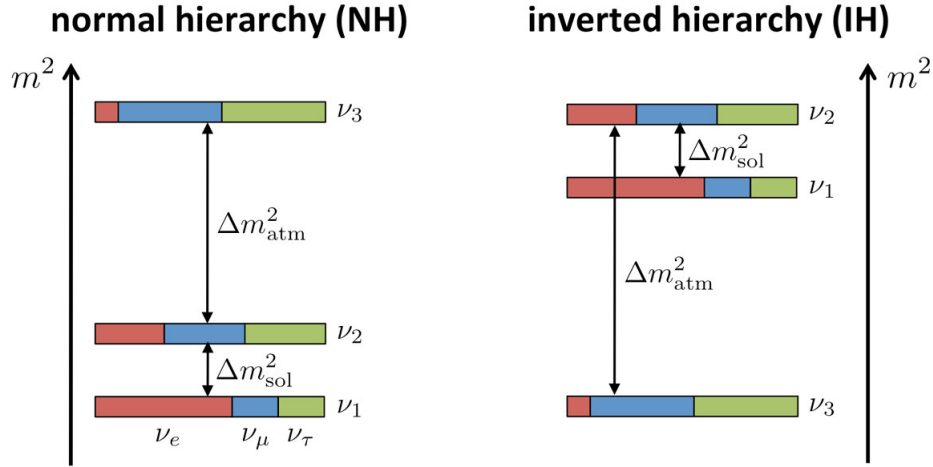 normal hierarchy (NH)
m²
ν₃
Δm²atm
ν₂
Δm²sol
ν₁
νₑ νμ ντ
inverted hierarchy (IH)
m²
ν₂
Δm²sol
ν₁
Δm²atm
ν₃